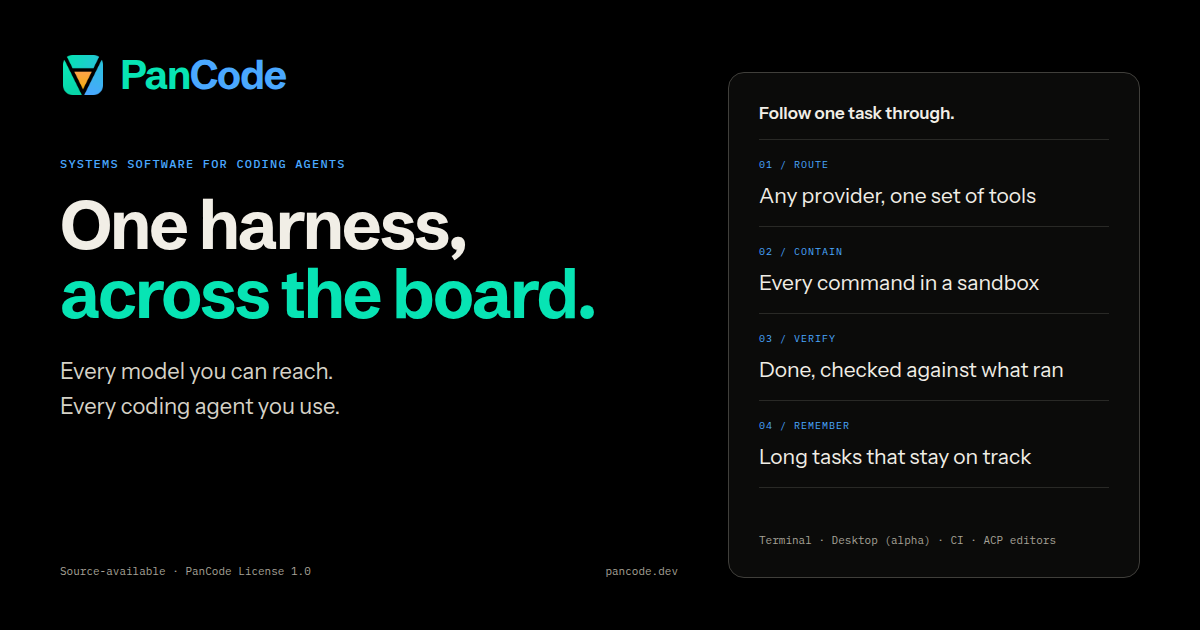 PanCode
SYSTEMS SOFTWARE FOR CODING AGENTS
One harness,
across the board.
Every model you can reach.
Every coding agent you use.
Source-available · PanCode License 1.0
pancode.dev
Follow one task through.
01 / ROUTE
Any provider, one set of tools
02 / CONTAIN
Every command in a sandbox
03 / VERIFY
Done, checked against what ran
04 / REMEMBER
Long tasks that stay on track
Terminal · Desktop (alpha) · CI · ACP editors